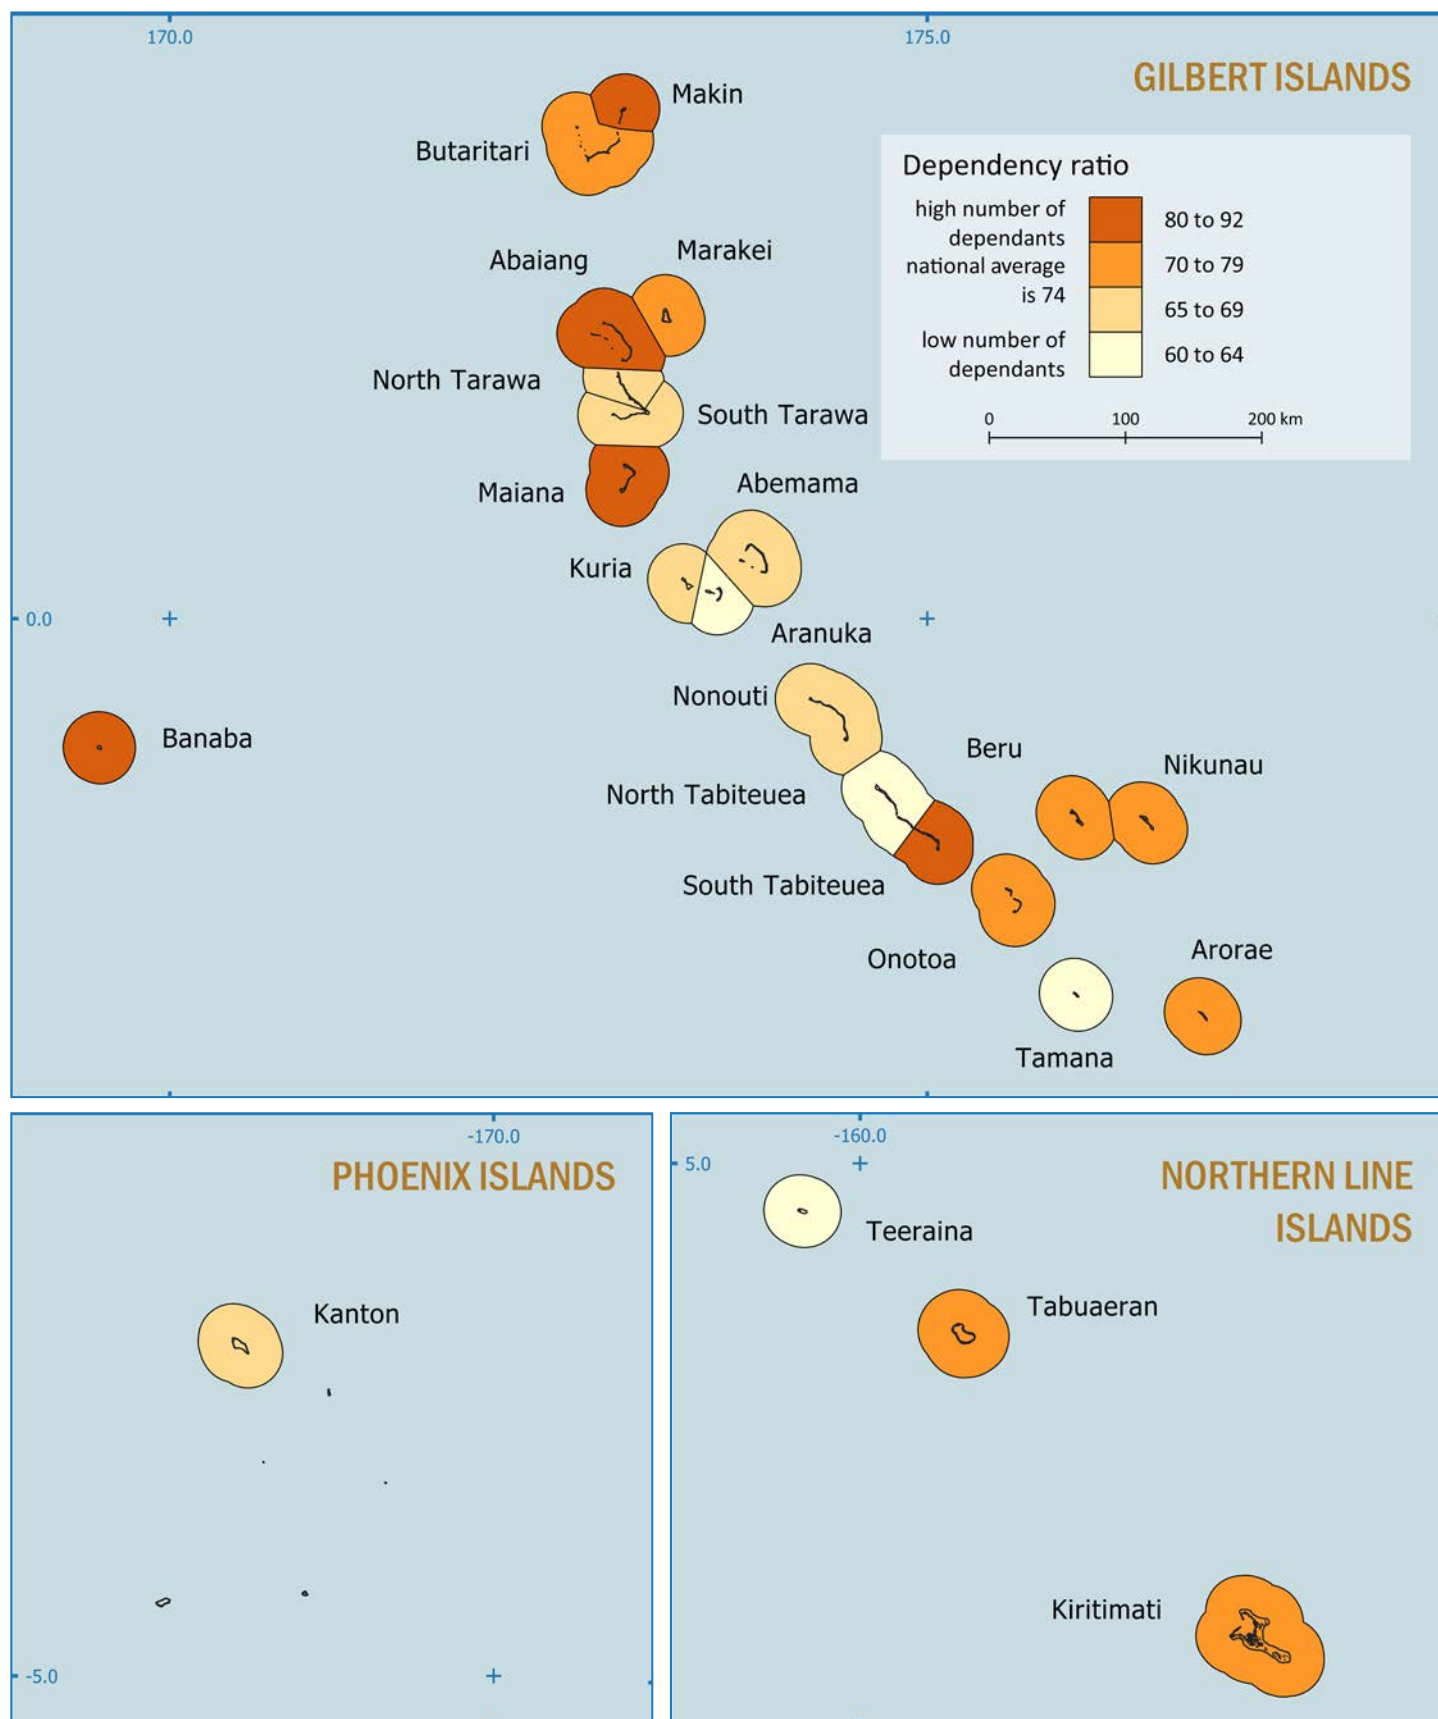 170.0
175.0
GILBERT ISLANDS
Makin
Butaritari
Dependency ratio
high number of
dependants
80 to 92
national average
is 74
70 to 79
65 to 69
low number of
dependants
60 to 64
0
100
200 km
Abaiang
Marakei
North Tarawa
South Tarawa
Maiana
Abemama
Kuria
Aranuka
0.0
Nonouti
Banaba
Beru
Nikunau
North Tabiteuea
South Tabiteuea
Onotoa
Arorae
Tamana
-170.0
PHOENIX ISLANDS
Kanton
-5.0
-160.0
5.0
NORTHERN LINE
ISLANDS
Teeraina
Tabuaeran
Kiritimati